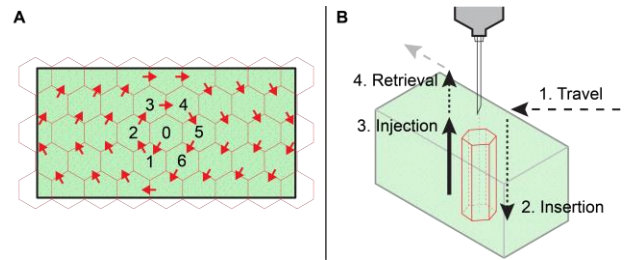 A
3 4
2 0 5
1 6
B
1. Travel
4. Retrieval
3. Injection
2. Insertion